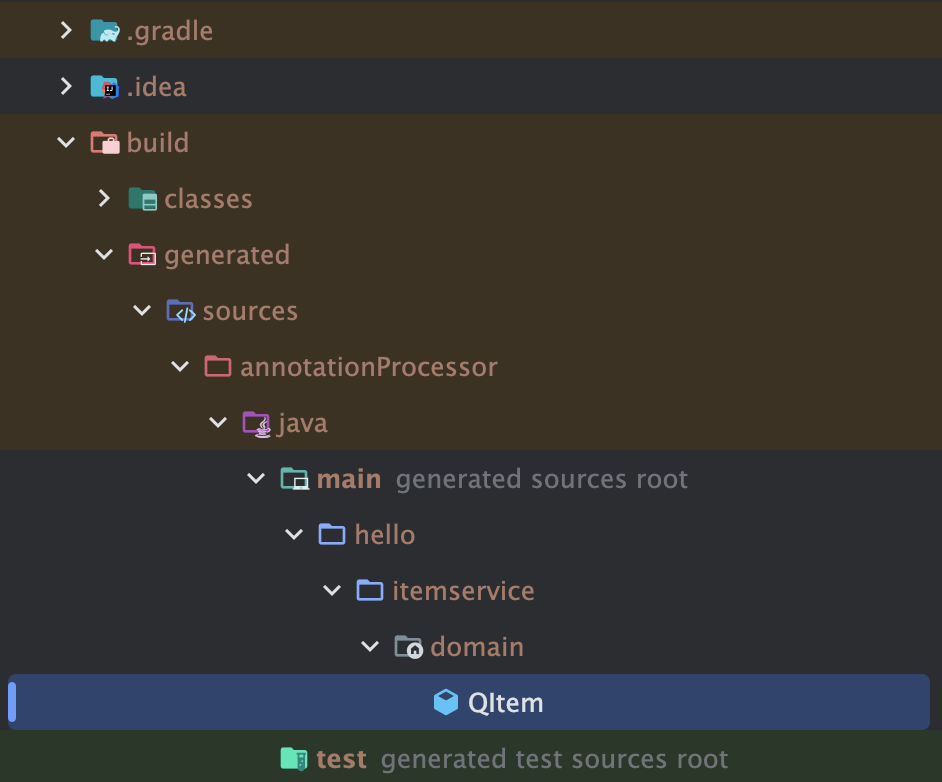 .gradle
.idea
build
classes
generated
sources
annotationProcessor
java
main generated sources root
hello
itemservice
domain
QItem
test generated test sources root